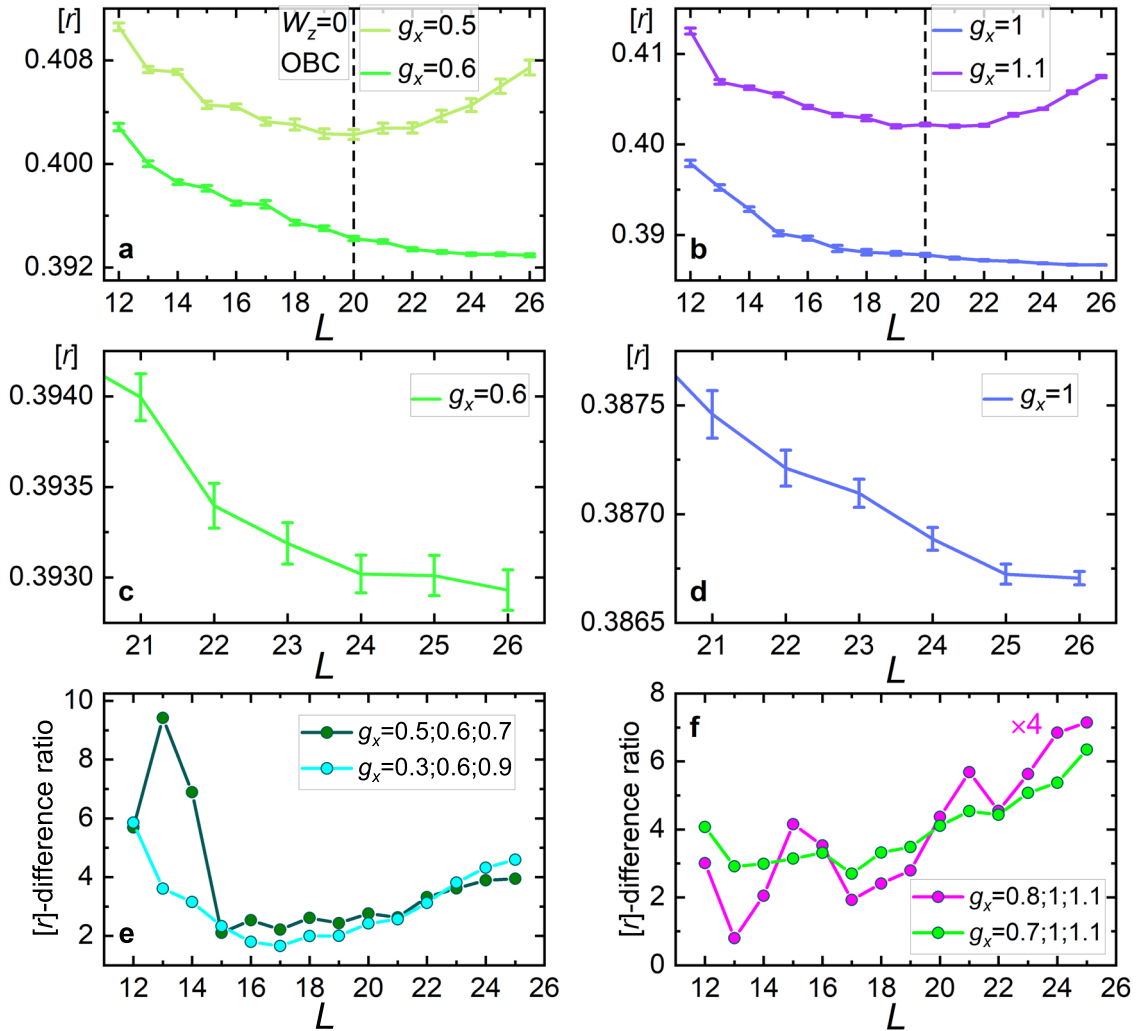 [r]
W_z=0
OBC
g_x=0.5
g_x=0.6
0.408
0.400
0.392
a
12 14 16 18 20 22 24 26
L
[r]
g_x=1
g_x=1.1
0.41
0.40
0.39
b
12 14 16 18 20 22 24 26
L
[r]
g_x=0.6
0.3940
0.3935
0.3930
c
21 22 23 24 25 26
L
[r]
g_x=1
0.3875
0.3870
0.3865
d
21 22 23 24 25 26
L
[r]-difference ratio
10
8
6
4
2
g_x=0.5;0.6;0.7
g_x=0.3;0.6;0.9
e
12 14 16 18 20 22 24 26
L
[r]-difference ratio
8
6
4
2
0
f
×4
g_x=0.8;1;1.1
g_x=0.7;1;1.1
12 14 16 18 20 22 24 26
L